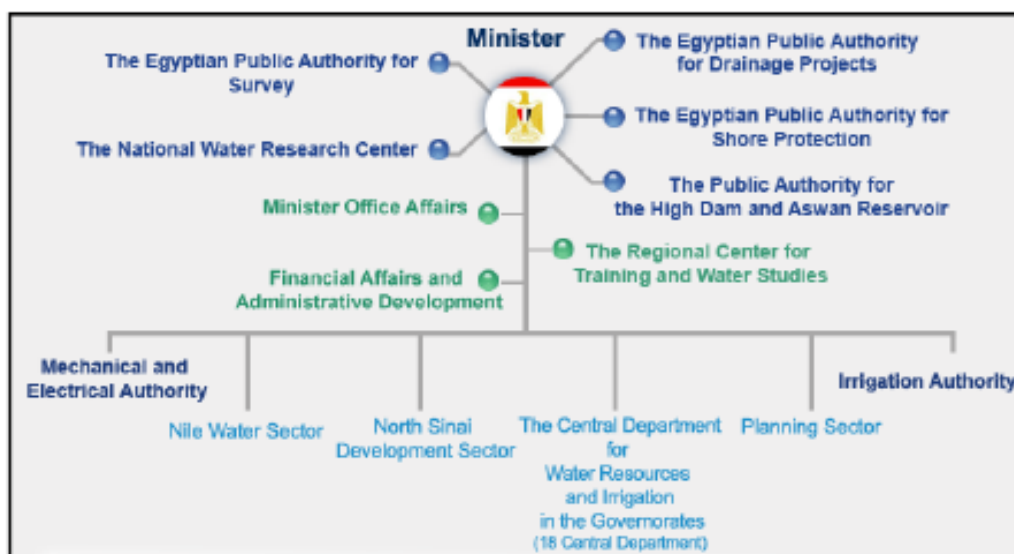 Minister
The Egyptian Public Authority for
Survey
The National Water Research Center
The Egyptian Public Authority
for Drainage Projects
The Egyptian Public Authority for
Shore Protection
The Public Authority for
the High Dam and Aswan Reservoir
Minister Office Affairs
The Regional Center for
Training and Water Studies
Financial Affairs and
Administrative Development
Mechanical and
Electrical Authority
Nile Water Sector
North Sinai
Development Sector
The Central Department
for
Water Resources
and Irrigation
in the Governorates
(18 Central Department)
Planning Sector
Irrigation Authority